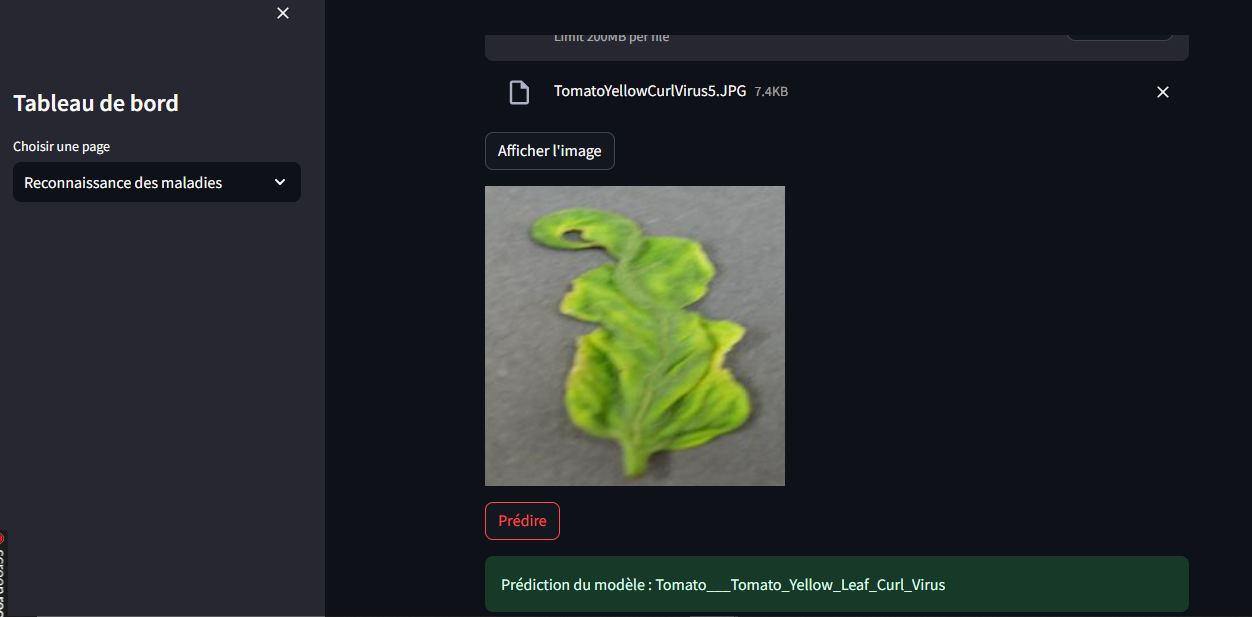 Tableau de bord
Choisir une page
Reconnaissance des maladies
Limit 200MB per file
TomatoYellowCurlVirus5.JPG 7.4KB
Afficher l'image
Prédire
Prédiction du modèle : Tomato___Tomato_Yellow_Leaf_Curl_Virus